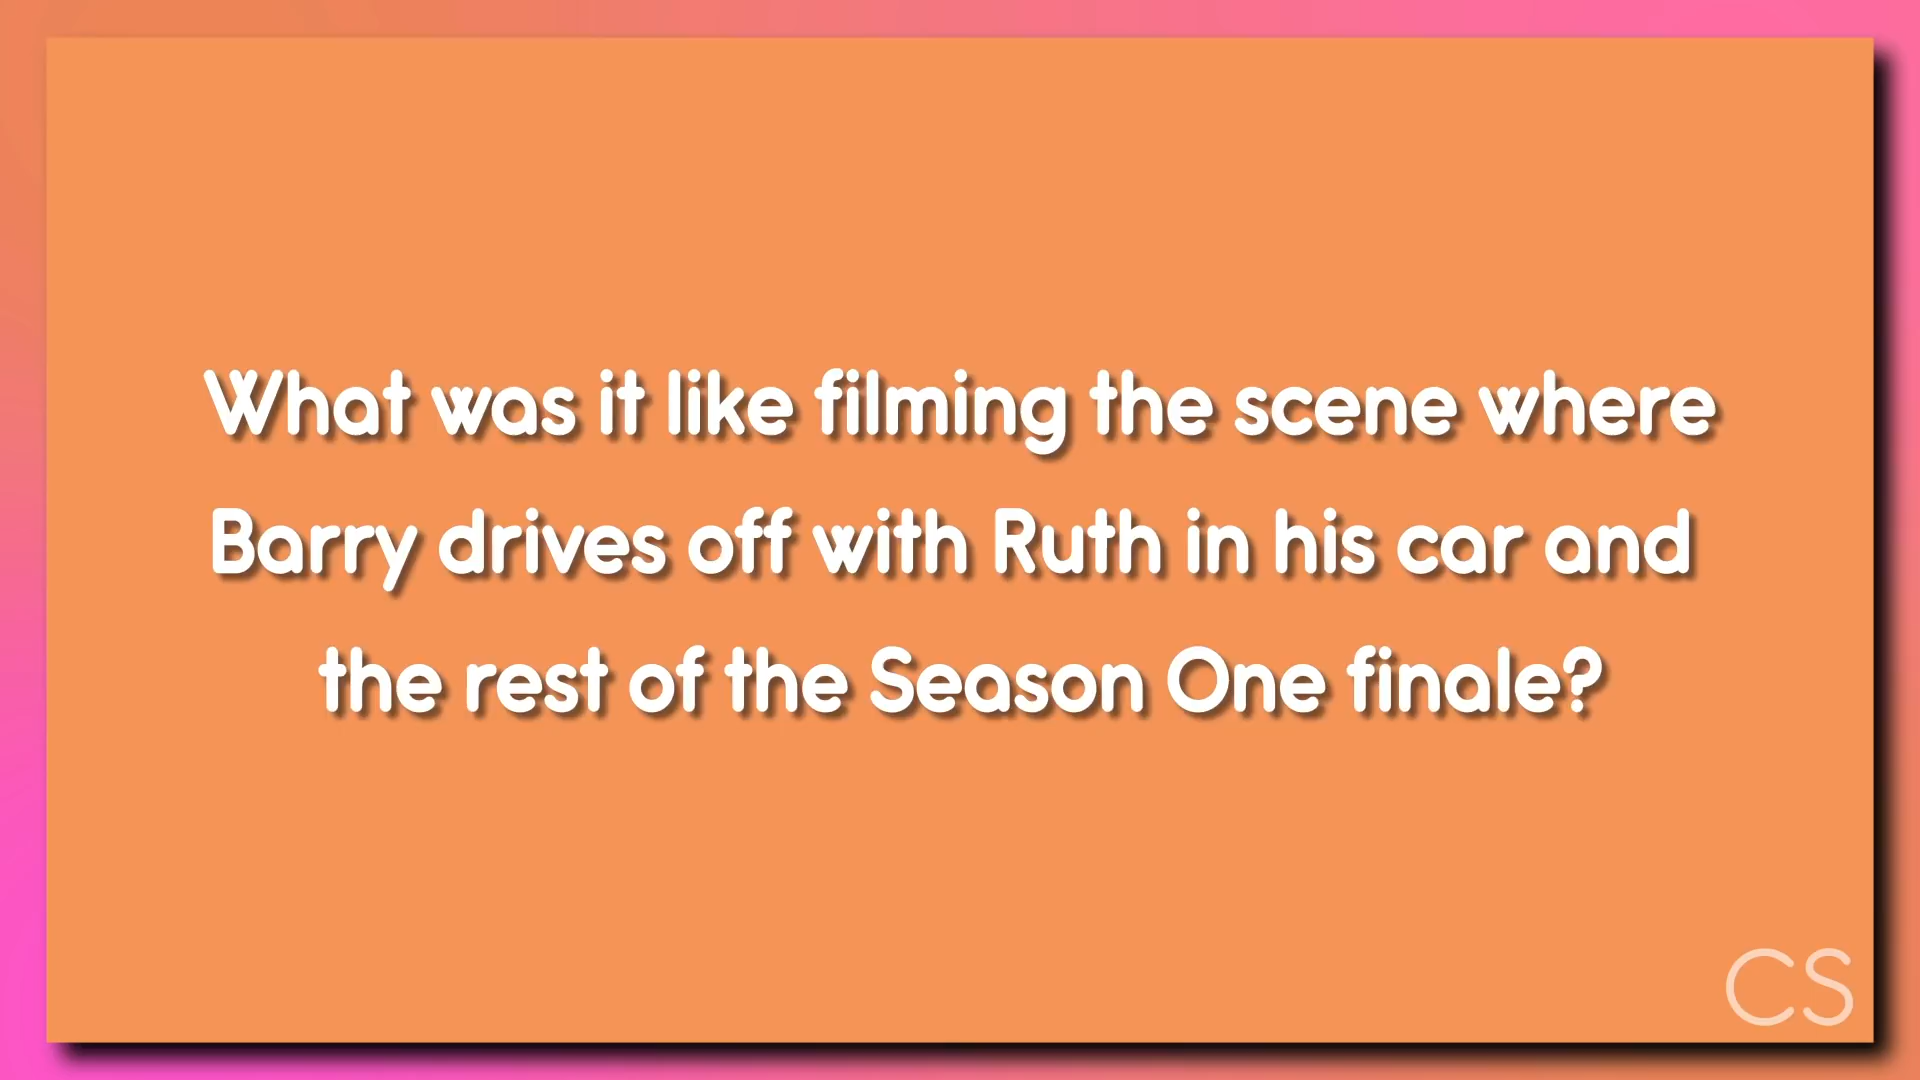 What was it like filming the scene where
Barry drives off with Ruth in his car and
the rest of the Season One finale?
CS